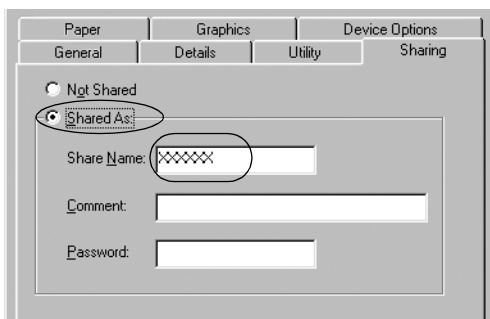 Paper Graphics Device Options
General Details Utility Sharing
Not Shared
Shared As:
Share Name: XXXXXX
Comment:
Password: